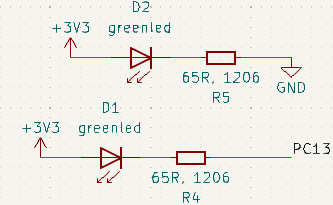 D2
+3V3
greenled
65R, 1206
R5
GND
D1
+3V3
greenled
PC13
65R, 1206
R4